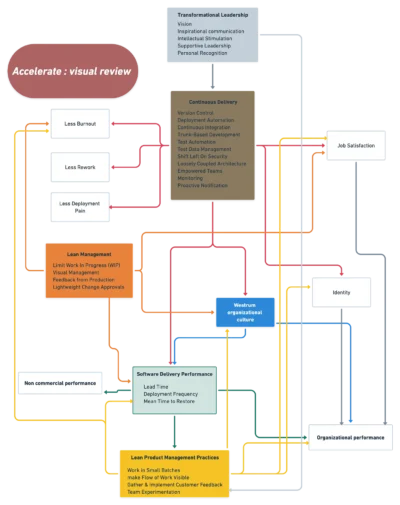 Transformational Leadership
Vision
Inspirational communication
Intellectual Stimulation
Supportive Leadership
Personal Recognition
Accelerate : visual review
Continuous Delivery
Version Control
Deployment Automation
Continuous Integration
Trunk-Based Development
Test Automation
Test Data Management
Shift Left On Security
Loosely Coupled Architecture
Empowered Teams
Monitoring
Proactive Notification
Less Burnout
Job Satisfaction
Less Rework
Less Deployment
Pain
Lean Management
Limit Work In Progress (WIP)
Visual Management
Feedback from Production
Lightweight Change Approvals
Identity
Westrum
organizational
culture
Software Delivery Performance
Lead Time
Deployment Frequency
Mean Time to Restore
Non commercial performance
Organizational performance
Lean Product Management Practices
Work in Small Batches
make Flow of Work Visible
Gather & Implement Customer Feedback
Team Experimentation